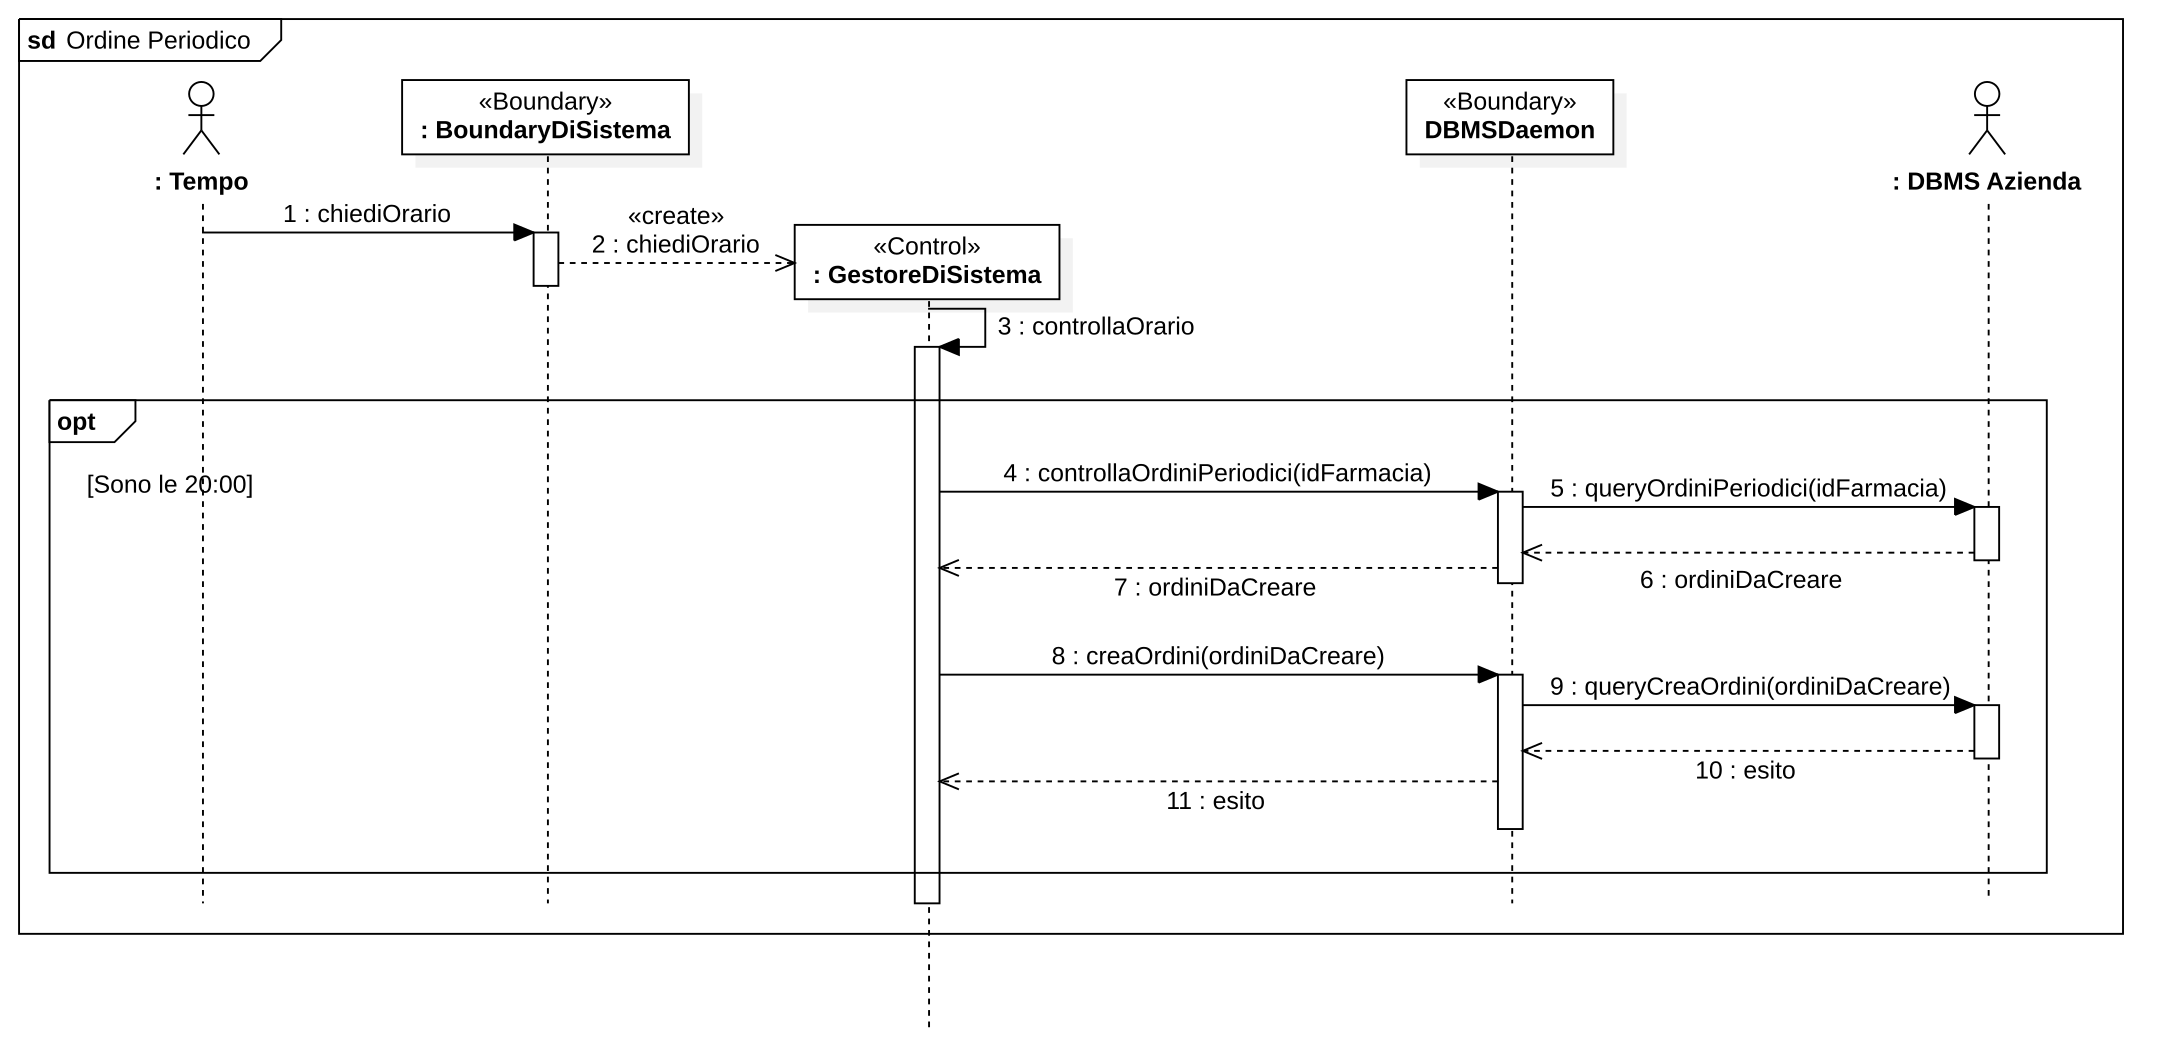 sd Ordine Periodico
«Boundary»
: BoundaryDiSistema
«Boundary»
DBMSDaemon
: Tempo
: DBMS Azienda
1 : chiediOrario
«create»
2 : chiediOrario
«Control»
: GestoreDiSistema
3 : controllaOrario
opt
[Sono le 20:00]
4 : controllaOrdiniPeriodici(idFarmacia)
5 : queryOrdiniPeriodici(idFarmacia)
6 : ordiniDaCreare
7 : ordiniDaCreare
8 : creaOrdini(ordiniDaCreare)
9 : queryCreaOrdini(ordiniDaCreare)
10 : esito
11 : esito